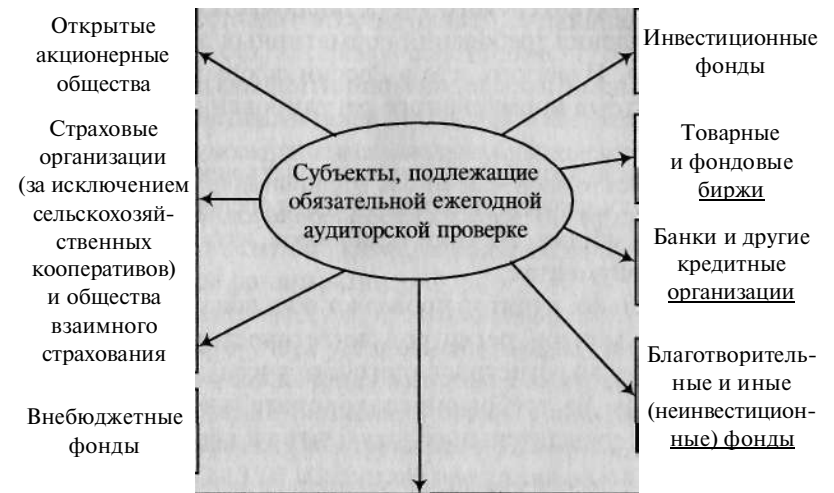 Открытые
акционерные
общества
Страховые
организации
(за исключением
сельскохозяй-
ственных
кооперативов)
и общества
взаимного
страхования
Внебюджетные
фонды
Субъекты, подлежащие
обязательной ежегодной
аудиторской проверке
Инвестиционные
фонды
Товарные
и фондовые
биржи
Банки и другие
кредитные
организации
Благотворитель-
ные и иные
(неинвестицион-
ные) фонды